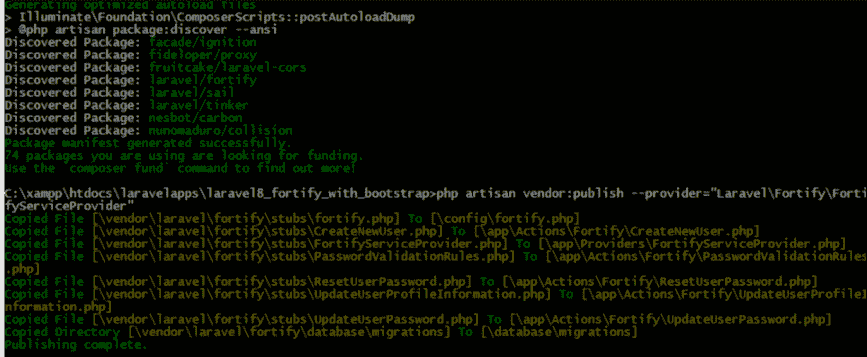 Generating optimized autoload files
> Illuminate\Foundation\ComposerScripts::postAutoloadDump
> @php artisan package:discover --ansi
Discovered Package: facade/ignition
Discovered Package: fideloper/proxy
Discovered Package: fruitcake/laravel-cors
Discovered Package: laravel/fortify
Discovered Package: laravel/sail
Discovered Package: laravel/tinker
Discovered Package: nesbot/carbon
Discovered Package: nunomaduro/collision
Package manifest generated successfully.
74 packages you are using are looking for funding.
Use the `composer fund` command to find out more!
C:\xampp\htdocs\laravelapps\laravel8_fortify_with_bootstrap>php artisan vendor:publish --provider="Laravel\Fortify\Forti
fyServiceProvider"
Copied File [\vendor\laravel\fortify\stubs\fortify.php] To [\config\fortify.php]
Copied File [\vendor\laravel\fortify\stubs\CreateNewUser.php] To [\app\Actions\Fortify\CreateNewUser.php]
Copied File [\vendor\laravel\fortify\stubs\FortifyServiceProvider.php] To [\app\Providers\FortifyServiceProvider.php]
Copied File [\vendor\laravel\fortify\stubs\PasswordValidationRules.php] To [\app\Actions\Fortify\PasswordValidationRules
.php]
Copied File [\vendor\laravel\fortify\stubs\ResetUserPassword.php] To [\app\Actions\Fortify\ResetUserPassword.php]
Copied File [\vendor\laravel\fortify\stubs\UpdateUserProfileInformation.php] To [\app\Actions\Fortify\UpdateUserProfileI
nformation.php]
Copied File [\vendor\laravel\fortify\stubs\UpdateUserPassword.php] To [\app\Actions\Fortify\UpdateUserPassword.php]
Copied Directory [\vendor\laravel\fortify\database\migrations] To [\database\migrations]
Publishing complete.